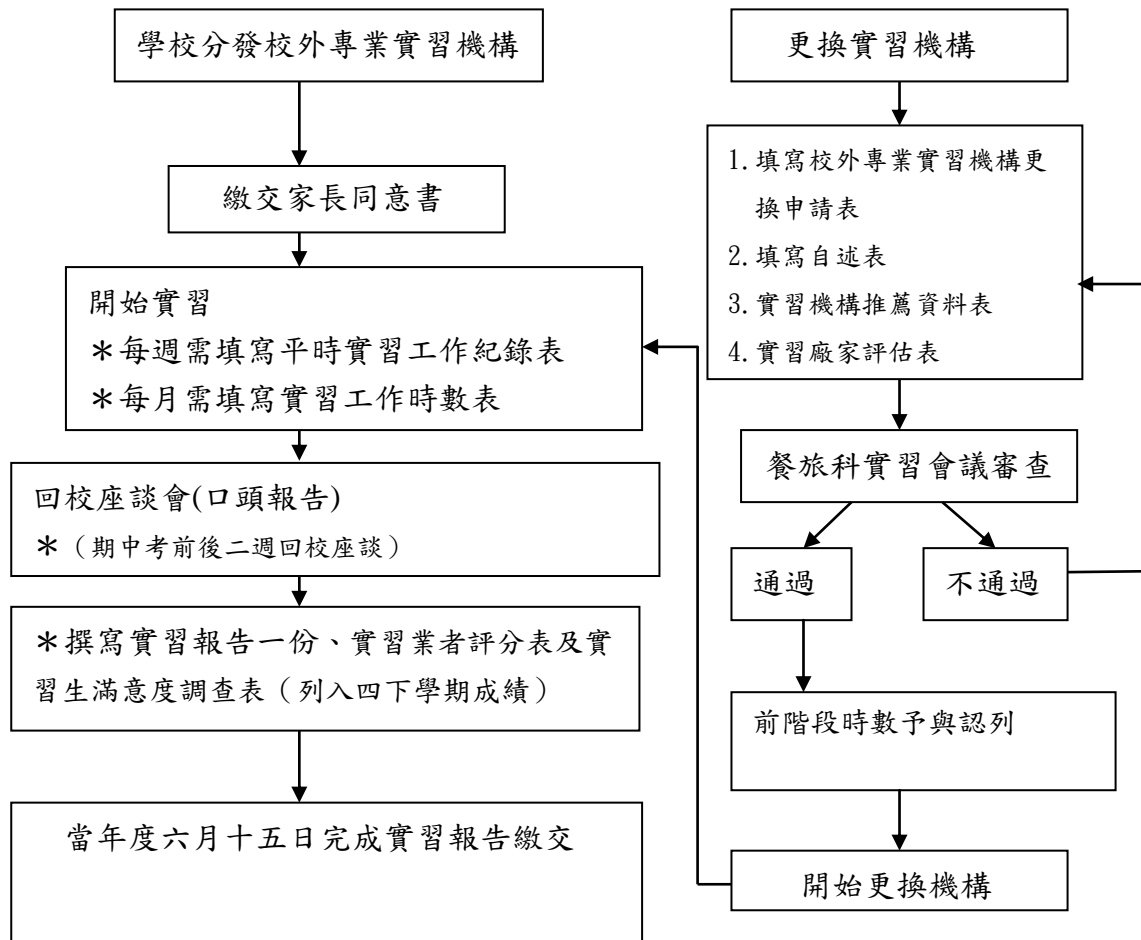 學校分發校外專業實習機構
繳交家長同意書
開始實習
＊每週需填寫平時實習工作紀錄表
＊每月需填寫實習工作時數表
回校座談會(口頭報告)
＊（期中考前後二週回校座談）
＊撰寫實習報告一份、實習業者評分表及實
習生滿意度調查表（列入四下學期成績）
當年度六月十五日完成實習報告繳交
更換實習機構
1.填寫校外專業實習機構更
換申請表
2.填寫自述表
3.實習機構推薦資料表
4.實習廠家評估表
餐旅科實習會議審查
通過
不通過
前階段時數予與認列
開始更換機構